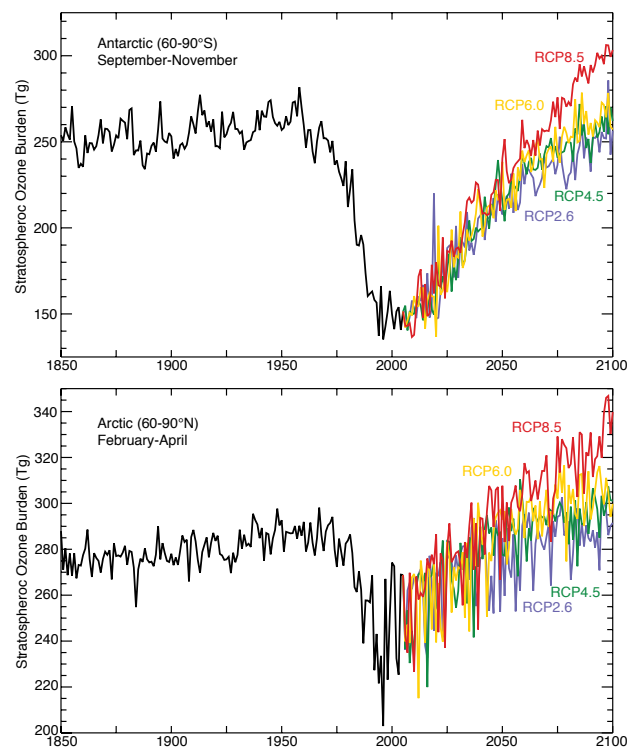 Antarctic (60-90°S)
September-November
RCP8.5
RCP6.0
RCP4.5
RCP2.6
Stratospheroc Ozone Burden (Tg)
300
250
200
150
1850 1900 1950 2000 2050 2100
Arctic (60-90°N)
February-April
RCP8.5
RCP6.0
RCP4.5
RCP2.6
Stratospheroc Ozone Burden (Tg)
340
320
300
280
260
240
220
200
1850 1900 1950 2000 2050 2100